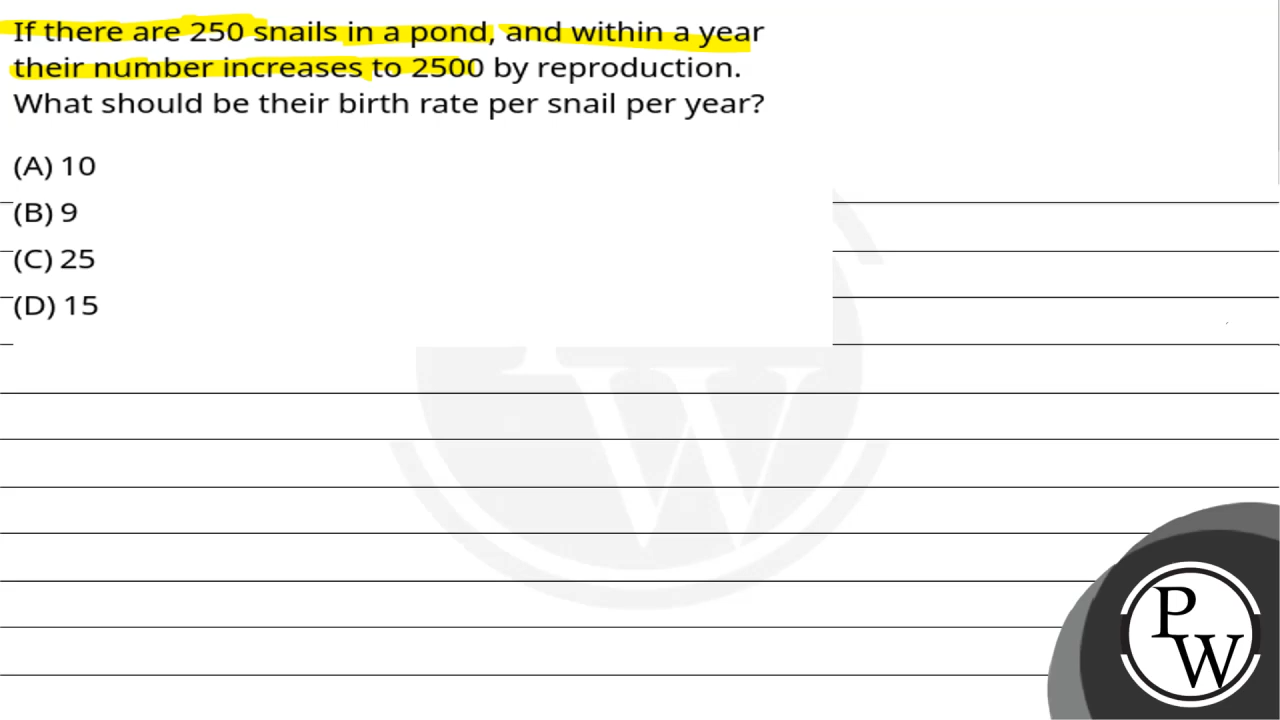 If there are 250 snails in a pond, and within a year
their number increases to 2500 by reproduction.
What should be their birth rate per snail per year?
(A) 10
(B) 9
(C) 25
(D) 15
W
P
W